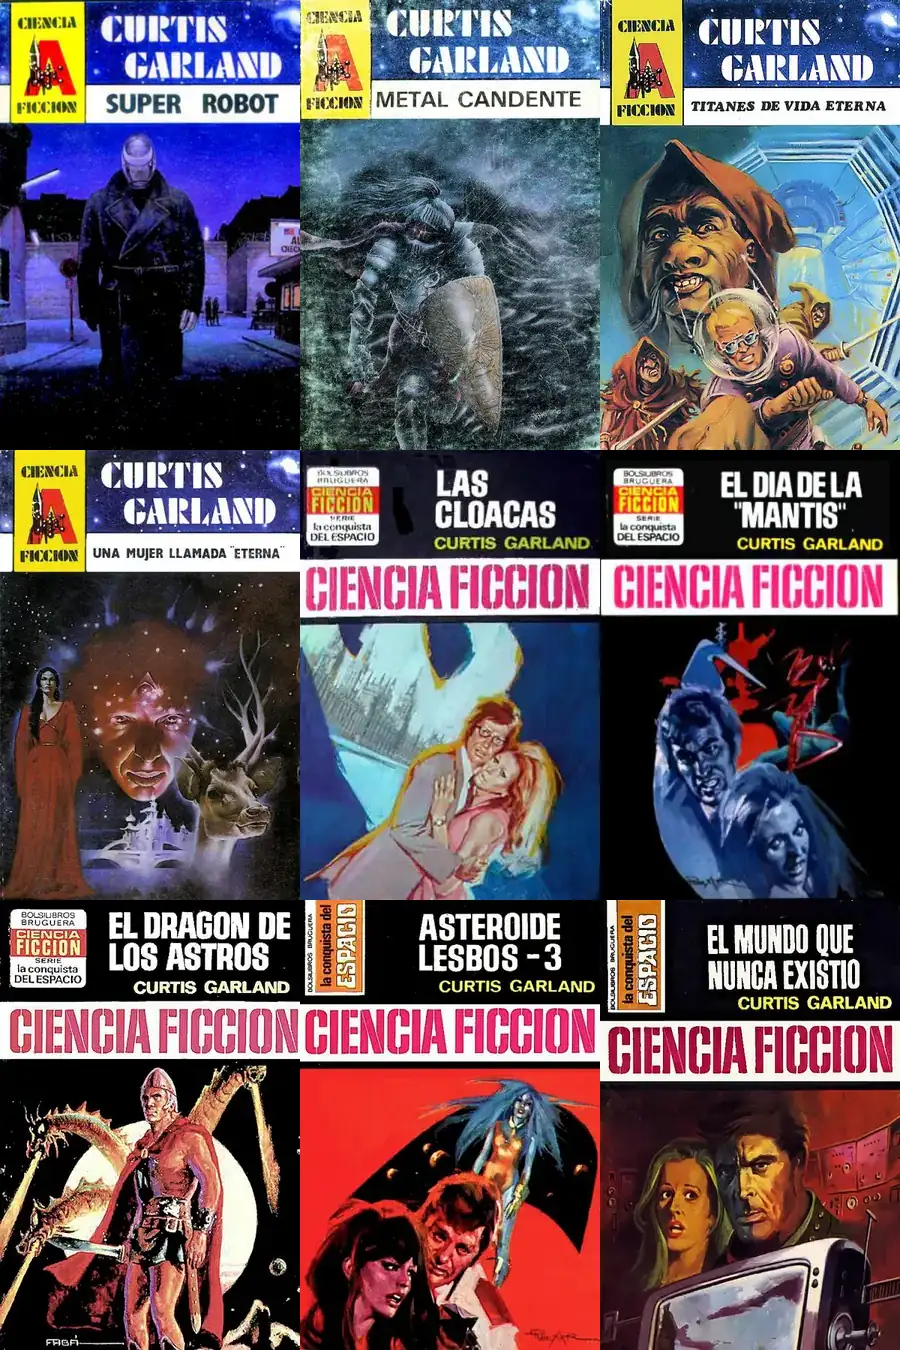 CIENCIA
A
FICCION
CURTIS
GARLAND
SUPER ROBOT
CIENCIA
A
FICCION
CURTIS
GARLAND
METAL CANDENTE
CIENCIA
A
FICCION
CURTIS
GARLAND
TITANES DE VIDA ETERNA
CIENCIA
A
FICCION
CURTIS
GARLAND
UNA MUJER LLAMADA "ETERNA"
BOLSILIBROS
BRUGUERA
CIENCIA
FICCION
SERIE
la conquista
DEL ESPACIO
LAS
CLOACAS
CURTIS GARLAND
CIENCIA FICCION
BOLSILIBROS
BRUGUERA
CIENCIA
FICCION
SERIE
la conquista
DEL ESPACIO
EL DIA DE LA
"MANTIS"
CURTIS GARLAND
CIENCIA FICCION
BOLSILIBROS
BRUGUERA
CIENCIA
FICCION
SERIE
la conquista
DEL ESPACIO
EL DRAGON DE
LOS ASTROS
CURTIS GARLAND
CIENCIA FICCION
FABÁ
BOLSILIBROS BRUGUERA
la conquista del
ESPACIO
ASTEROIDE
LESBOS - 3
CURTIS GARLAND
CIENCIA FICCION
BOLSILIBROS BRUGUERA
la conquista del
ESPACIO
EL MUNDO QUE
NUNCA EXISTIO
CURTIS GARLAND
CIENCIA FICCION